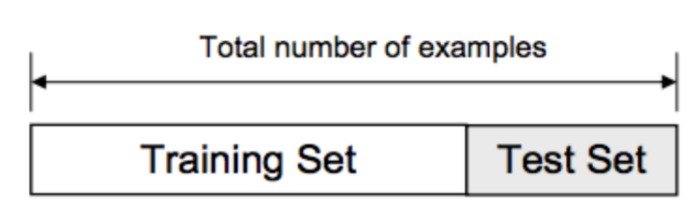 Total number of examples
Training Set
Test Set